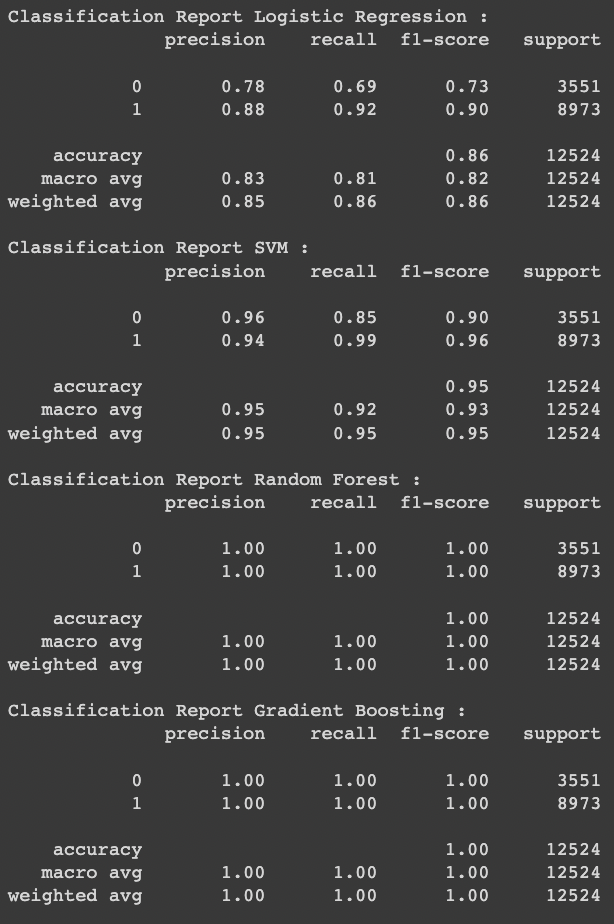 Classification Report Logistic Regression :
precision recall f1-score support
0 0.78 0.69 0.73 3551
1 0.88 0.92 0.90 8973
accuracy 0.86 12524
macro avg 0.83 0.81 0.82 12524
weighted avg 0.85 0.86 0.86 12524
Classification Report SVM :
precision recall f1-score support
0 0.96 0.85 0.90 3551
1 0.94 0.99 0.96 8973
accuracy 0.95 12524
macro avg 0.95 0.92 0.93 12524
weighted avg 0.95 0.95 0.95 12524
Classification Report Random Forest :
precision recall f1-score support
0 1.00 1.00 1.00 3551
1 1.00 1.00 1.00 8973
accuracy 1.00 12524
macro avg 1.00 1.00 1.00 12524
weighted avg 1.00 1.00 1.00 12524
Classification Report Gradient Boosting :
precision recall f1-score support
0 1.00 1.00 1.00 3551
1 1.00 1.00 1.00 8973
accuracy 1.00 12524
macro avg 1.00 1.00 1.00 12524
weighted avg 1.00 1.00 1.00 12524